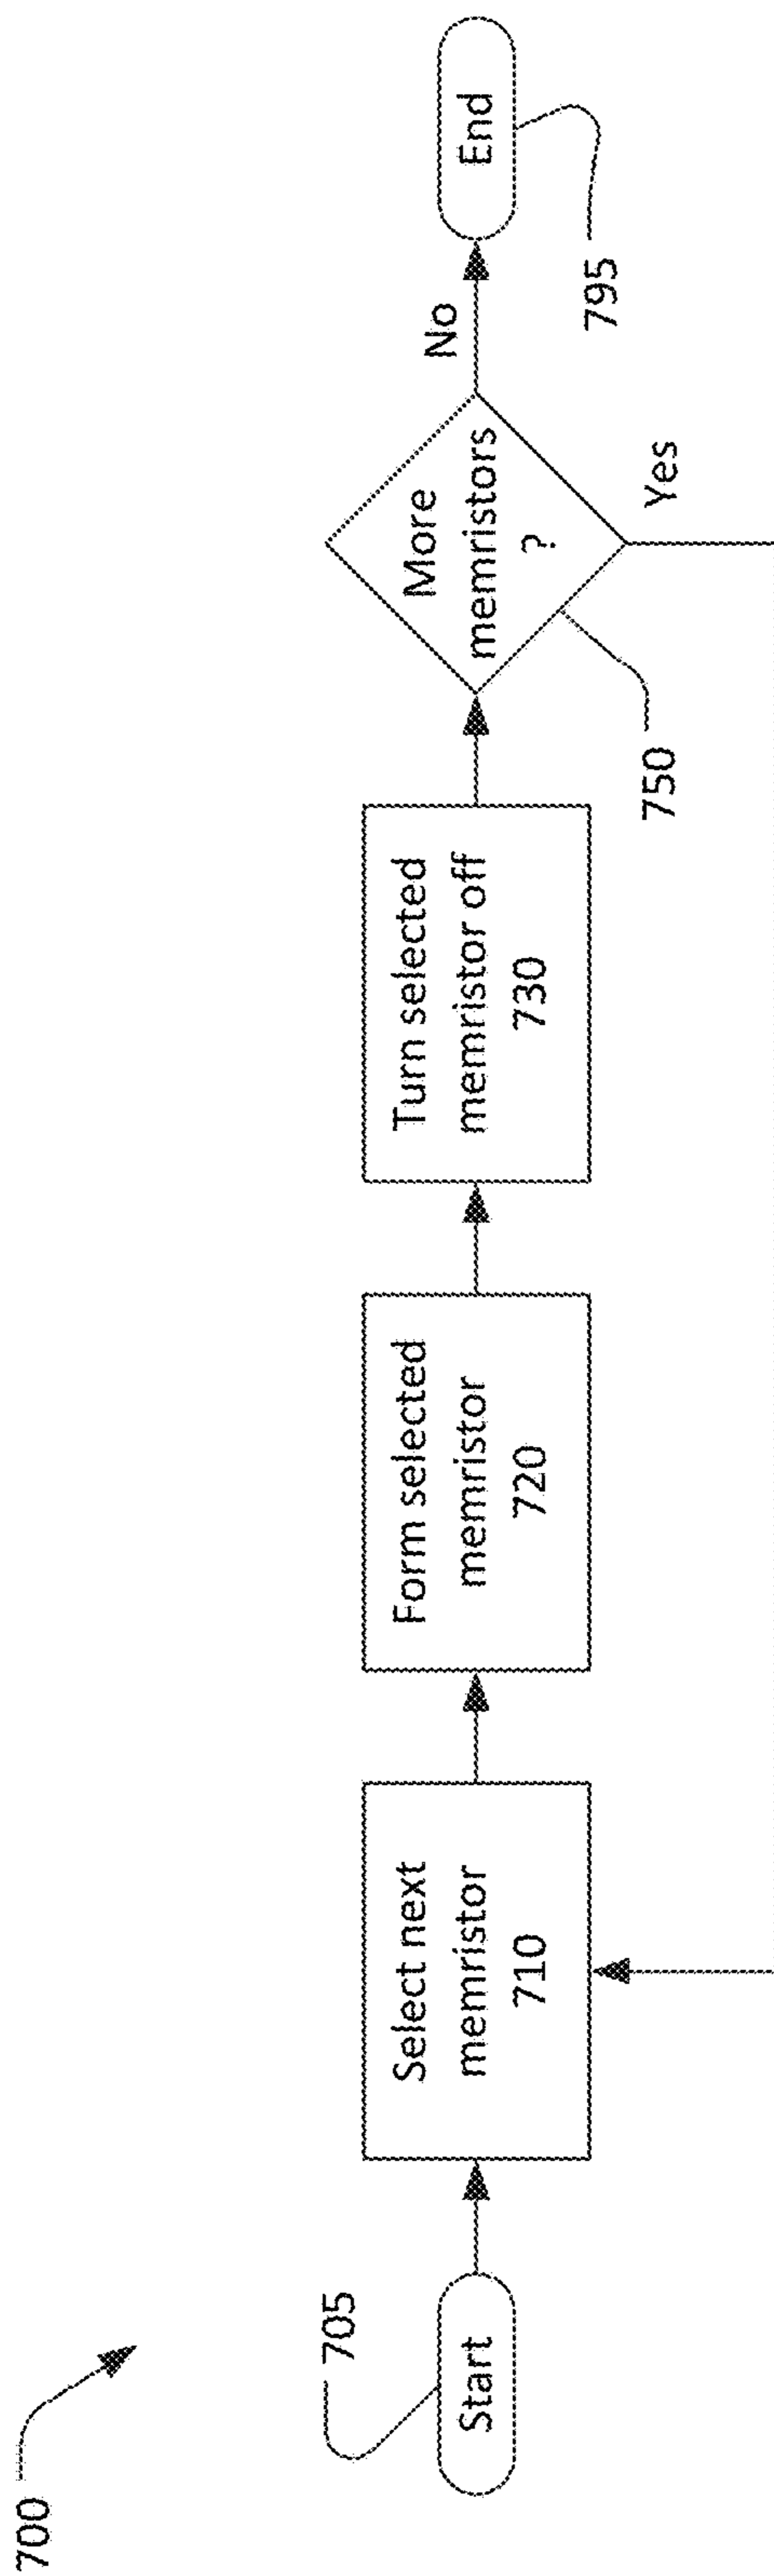 700
705
Start
Select next
memristor
710
Form selected
memristor
720
Turn selected
memristor off
730
More
memristors
?
750
Yes
No
End
795